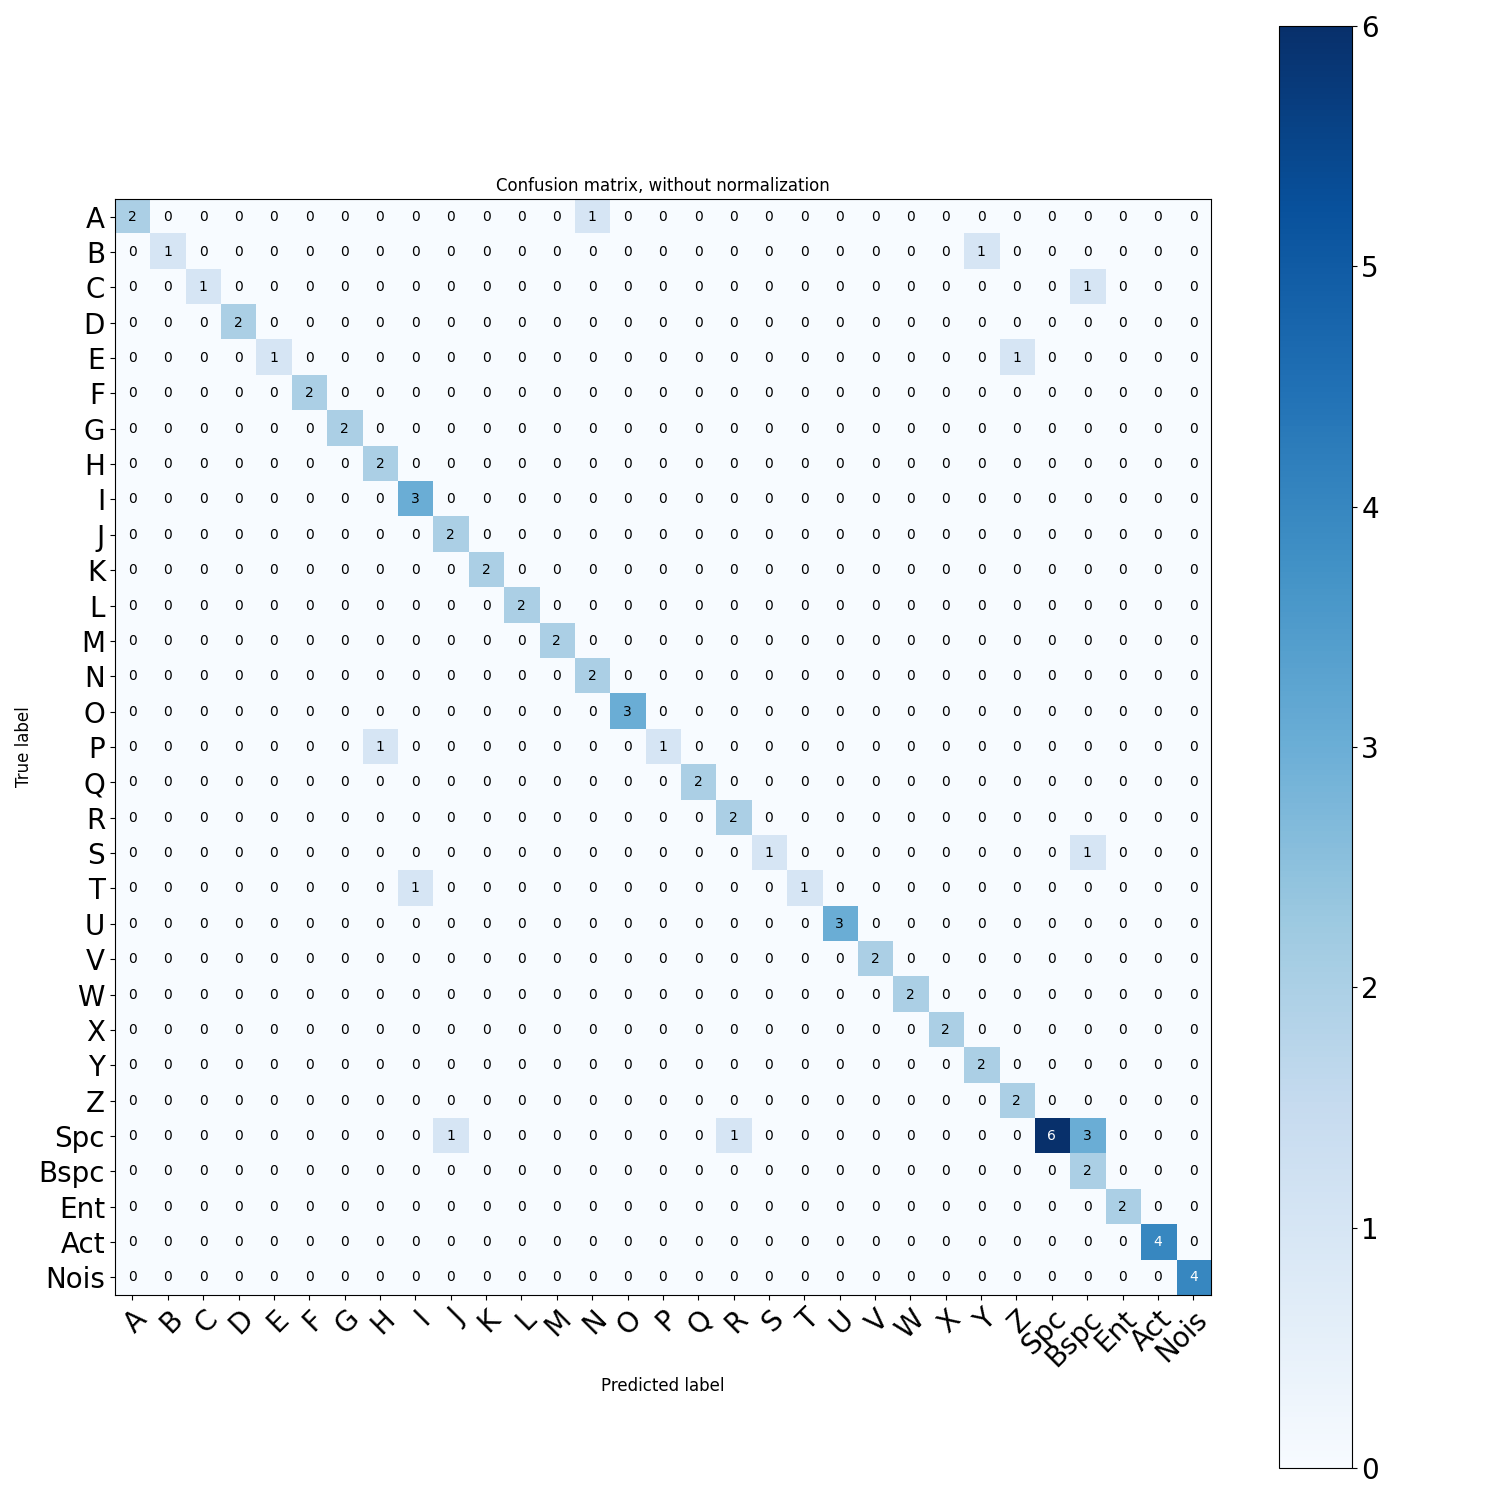 Confusion matrix, without normalization
6
5
4
3
2
1
0
True label
A 2 0 0 0 0 0 0 0 0 0 0 0 0 1 0 0 0 0 0 0 0 0 0 0 0 0 0 0 0 0 0
B 0 1 0 0 0 0 0 0 0 0 0 0 0 0 0 0 0 0 0 0 0 0 0 0 1 0 0 0 0 0 0
C 0 0 1 0 0 0 0 0 0 0 0 0 0 0 0 0 0 0 0 0 0 0 0 0 0 0 0 1 0 0 0
D 0 0 0 2 0 0 0 0 0 0 0 0 0 0 0 0 0 0 0 0 0 0 0 0 0 0 0 0 0 0 0
E 0 0 0 0 1 0 0 0 0 0 0 0 0 0 0 0 0 0 0 0 0 0 0 0 0 1 0 0 0 0 0
F 0 0 0 0 0 2 0 0 0 0 0 0 0 0 0 0 0 0 0 0 0 0 0 0 0 0 0 0 0 0 0
G 0 0 0 0 0 0 2 0 0 0 0 0 0 0 0 0 0 0 0 0 0 0 0 0 0 0 0 0 0 0 0
H 0 0 0 0 0 0 0 2 0 0 0 0 0 0 0 0 0 0 0 0 0 0 0 0 0 0 0 0 0 0 0
I 0 0 0 0 0 0 0 0 3 0 0 0 0 0 0 0 0 0 0 0 0 0 0 0 0 0 0 0 0 0 0
J 0 0 0 0 0 0 0 0 0 2 0 0 0 0 0 0 0 0 0 0 0 0 0 0 0 0 0 0 0 0 0
K 0 0 0 0 0 0 0 0 0 0 2 0 0 0 0 0 0 0 0 0 0 0 0 0 0 0 0 0 0 0 0
L 0 0 0 0 0 0 0 0 0 0 0 2 0 0 0 0 0 0 0 0 0 0 0 0 0 0 0 0 0 0 0
M 0 0 0 0 0 0 0 0 0 0 0 0 2 0 0 0 0 0 0 0 0 0 0 0 0 0 0 0 0 0 0
N 0 0 0 0 0 0 0 0 0 0 0 0 0 2 0 0 0 0 0 0 0 0 0 0 0 0 0 0 0 0 0
O 0 0 0 0 0 0 0 0 0 0 0 0 0 0 3 0 0 0 0 0 0 0 0 0 0 0 0 0 0 0 0
P 0 0 0 0 0 0 0 1 0 0 0 0 0 0 0 1 0 0 0 0 0 0 0 0 0 0 0 0 0 0 0
Q 0 0 0 0 0 0 0 0 0 0 0 0 0 0 0 0 2 0 0 0 0 0 0 0 0 0 0 0 0 0 0
R 0 0 0 0 0 0 0 0 0 0 0 0 0 0 0 0 0 2 0 0 0 0 0 0 0 0 0 0 0 0 0
S 0 0 0 0 0 0 0 0 0 0 0 0 0 0 0 0 0 0 1 0 0 0 0 0 0 0 0 1 0 0 0
T 0 0 0 0 0 0 0 0 1 0 0 0 0 0 0 0 0 0 0 1 0 0 0 0 0 0 0 0 0 0 0
U 0 0 0 0 0 0 0 0 0 0 0 0 0 0 0 0 0 0 0 0 3 0 0 0 0 0 0 0 0 0 0
V 0 0 0 0 0 0 0 0 0 0 0 0 0 0 0 0 0 0 0 0 0 2 0 0 0 0 0 0 0 0 0
W 0 0 0 0 0 0 0 0 0 0 0 0 0 0 0 0 0 0 0 0 0 0 2 0 0 0 0 0 0 0 0
X 0 0 0 0 0 0 0 0 0 0 0 0 0 0 0 0 0 0 0 0 0 0 0 2 0 0 0 0 0 0 0
Y 0 0 0 0 0 0 0 0 0 0 0 0 0 0 0 0 0 0 0 0 0 0 0 0 2 0 0 0 0 0 0
Z 0 0 0 0 0 0 0 0 0 0 0 0 0 0 0 0 0 0 0 0 0 0 0 0 0 2 0 0 0 0 0
Spc 0 0 0 0 0 0 0 0 0 1 0 0 0 0 0 0 0 1 0 0 0 0 0 0 0 0 6 3 0 0 0
Bspc 0 0 0 0 0 0 0 0 0 0 0 0 0 0 0 0 0 0 0 0 0 0 0 0 0 0 0 2 0 0 0
Ent 0 0 0 0 0 0 0 0 0 0 0 0 0 0 0 0 0 0 0 0 0 0 0 0 0 0 0 0 2 0 0
Act 0 0 0 0 0 0 0 0 0 0 0 0 0 0 0 0 0 0 0 0 0 0 0 0 0 0 0 0 0 4 0
Nois 0 0 0 0 0 0 0 0 0 0 0 0 0 0 0 0 0 0 0 0 0 0 0 0 0 0 0 0 0 0 4
A B C D E F G H I J K L M N O P Q R S T U V W X Y Z Spc Bspc Ent Act Nois
Predicted label